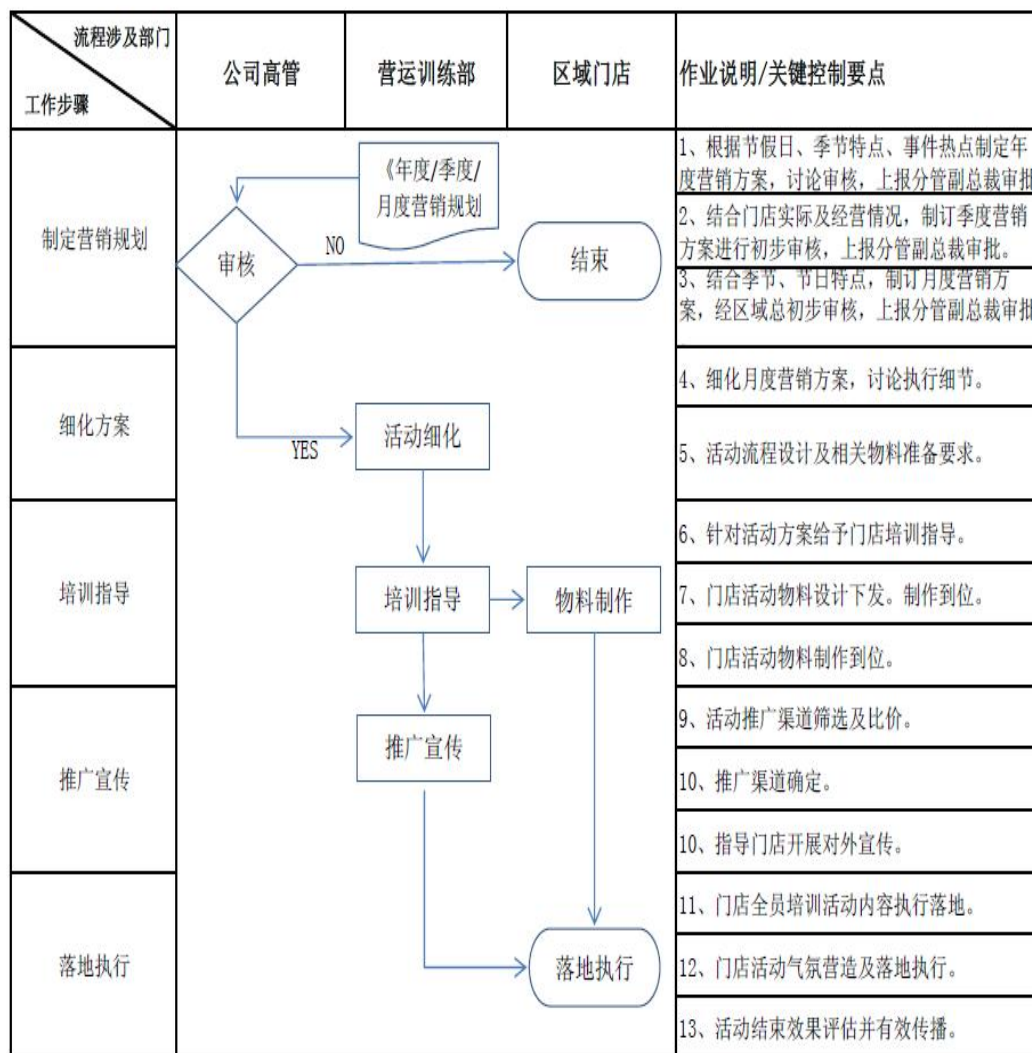 流程涉及部门
工作步骤
公司高管
营运训练部
区域门店
作业说明/关键控制要点
制定营销规划
《年度/季度/
月度营销规划
审核
NO
结束
YES
1、根据节假日、季节特点、事件热点制定年
度营销方案，讨论审核，上报分管副总裁审批
2、结合门店实际及经营情况，制订季度营销
方案进行初步审核，上报分管副总裁审批。
3、结合季节、节日特点，制订月度营销方
案，经区域总初步审核，上报分管副总裁审批
细化方案
活动细化
4、细化月度营销方案，讨论执行细节。
5、活动流程设计及相关物料准备要求。
培训指导
培训指导
物料制作
6、针对活动方案给予门店培训指导。
7、门店活动物料设计下发。制作到位。
8、门店活动物料制作到位。
推广宣传
推广宣传
9、活动推广渠道筛选及比价。
10、推广渠道确定。
10、指导门店开展对外宣传。
落地执行
落地执行
11、门店全员培训活动内容执行落地。
12、门店活动气氛营造及落地执行。
13、活动结束效果评估并有效传播。